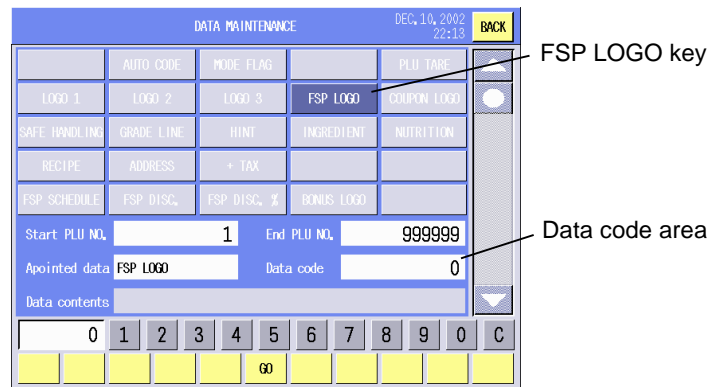 DATA MAINTENANCE
DEC, 10, 2002
22:13
BACK
FSP LOGO key
AUTO CODE MODE FLAG PLU TARE
LOGO 1 LOGO 2 LOGO 3 FSP LOGO COUPON LOGO
SAFE HANDLING GRADE LINE HINT INGREDIENT NUTRITION
RECIPE ADDRESS + TAX
FSP SCHEDULE FSP DISC, FSP DISC, % BONUS LOGO
Start PLU NO, 1 End PLU NO, 999999
Data code area
Apointed data FSP LOGO Data code 0
Data contents
0 1 2 3 4 5 6 7 8 9 0 C
GO